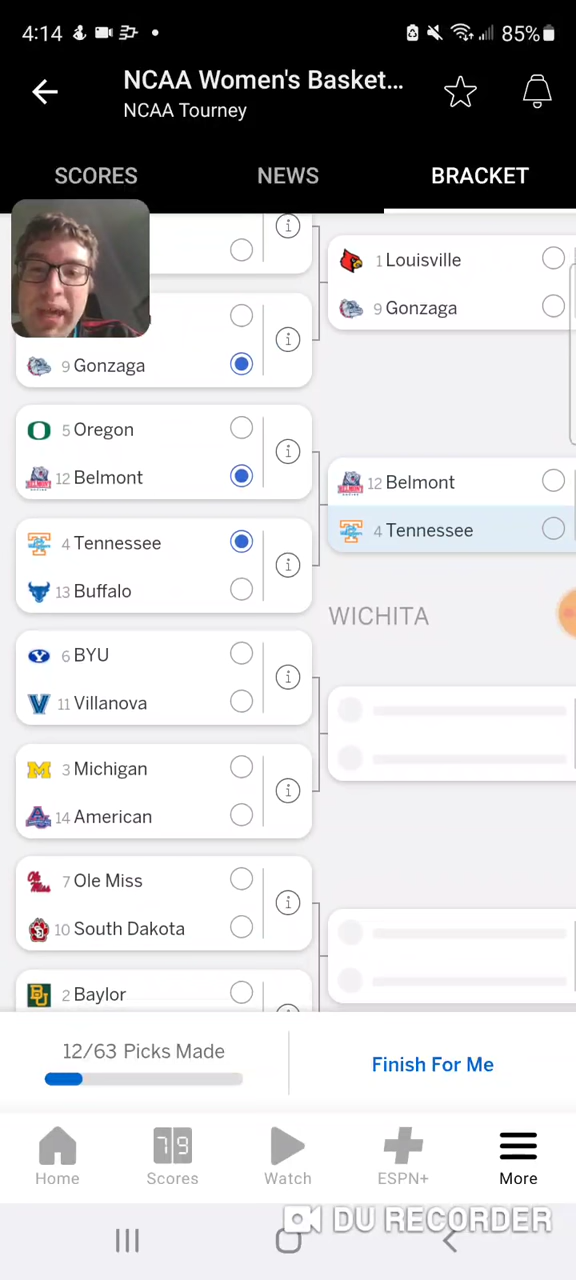 4:14
85%
NCAA Women's Basket...
NCAA Tourney
SCORES
NEWS
BRACKET
1 Louisville
9 Gonzaga
9 Gonzaga
5 Oregon
12 Belmont
12 Belmont
4 Tennessee
4 Tennessee
13 Buffalo
WICHITA
6 BYU
11 Villanova
3 Michigan
14 American
7 Ole Miss
10 South Dakota
2 Baylor
12/63 Picks Made
Finish For Me
Home
Scores
Watch
ESPN+
More
DU RECORDER